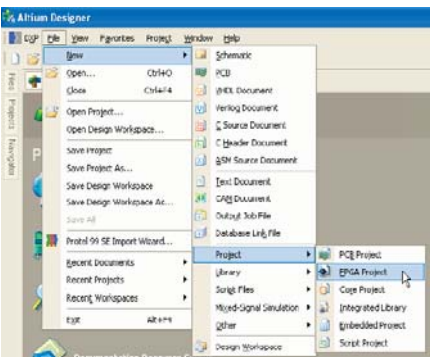 Altium Designer
DXP File View Favorites Project Window Help
New
Open... Ctrl+O
Close Ctrl+F4
Open Project...
Open Design Workspace...
Save Project
Save Project As...
Save Design Workspace
Save Design Workspace As...
Save All
Protel 99 SE Import Wizard...
Recent Documents
Recent Projects
Recent Workspaces
Exit Alt+F4
Schematic
PCB
VHDL Document
Verilog Document
C Source Document
C Header Document
ASM Source Document
Text Document
CAM Document
Output Job File
Database Link File
Project
Library
Script Files
Mixed-Signal Simulation
Other
Design Workspace
PCB Project
FPGA Project
Core Project
Integrated Library
Embedded Project
Script Project
Files
Projects
Navigator